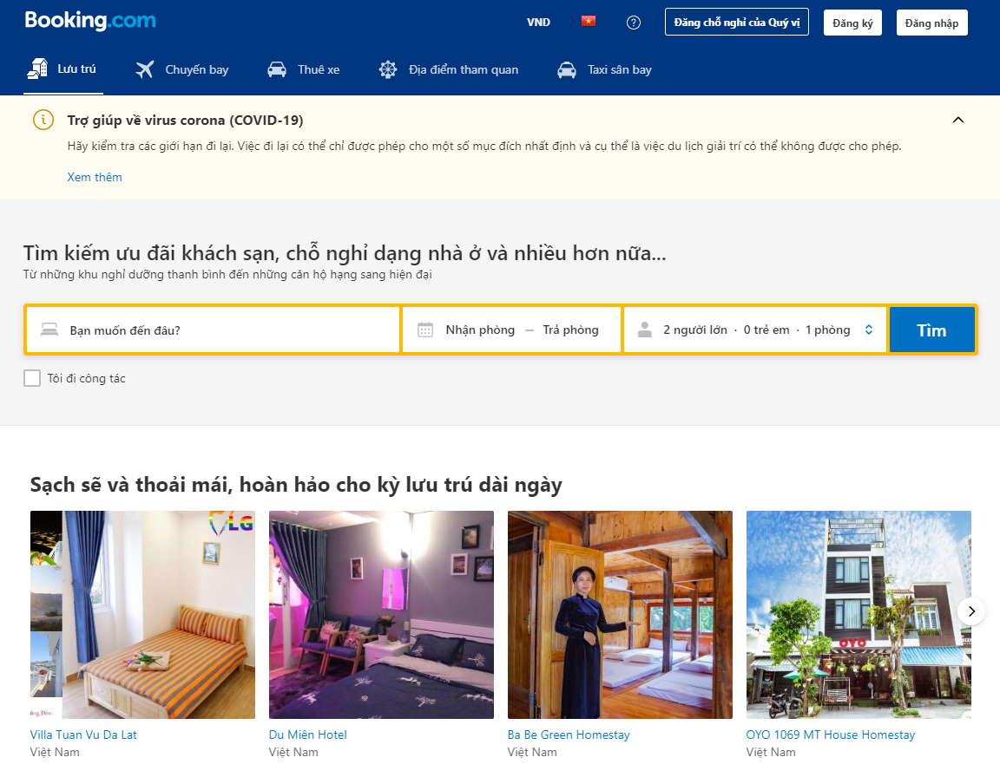 Booking.com
VND
Đăng chỗ nghỉ của Quý vị
Đăng ký
Đăng nhập
Lưu trú
Chuyến bay
Thuê xe
Địa điểm tham quan
Taxi sân bay
Trợ giúp về virus corona (COVID-19)
Hãy kiểm tra các giới hạn đi lại. Việc đi lại có thể chỉ được phép cho một số mục đích nhất định và cụ thể là việc du lịch giải trí có thể không được cho phép.
Xem thêm
Tìm kiếm ưu đãi khách sạn, chỗ nghỉ dạng nhà ở và nhiều hơn nữa...
Từ những khu nghỉ dưỡng thanh bình đến những căn hộ hạng sang hiện đại
Bạn muốn đến đâu?
Nhận phòng — Trả phòng
2 người lớn · 0 trẻ em · 1 phòng
Tìm
Tôi đi công tác
Sạch sẽ và thoải mái, hoàn hảo cho kỳ lưu trú dài ngày
LG
OYO
Villa Tuan Vu Da Lat
Việt Nam
Du Miên Hotel
Việt Nam
Ba Be Green Homestay
Việt Nam
OYO 1069 MT House Homestay
Việt Nam